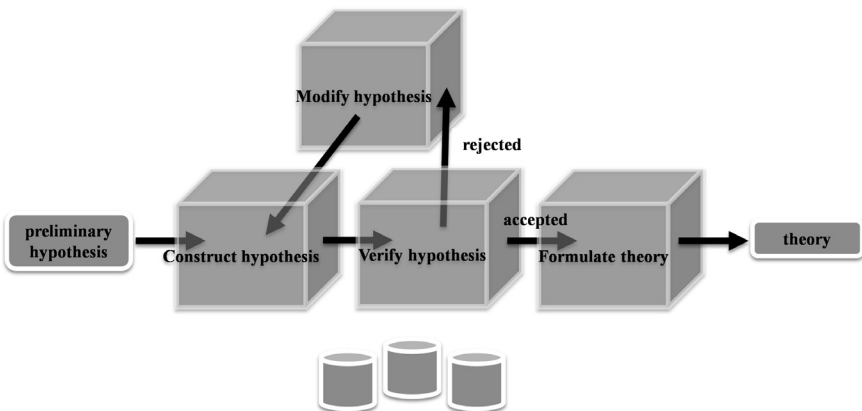 Modify hypothesis
rejected
preliminary
hypothesis
Construct hypothesis
Verify hypothesis
accepted
Formulate theory
theory